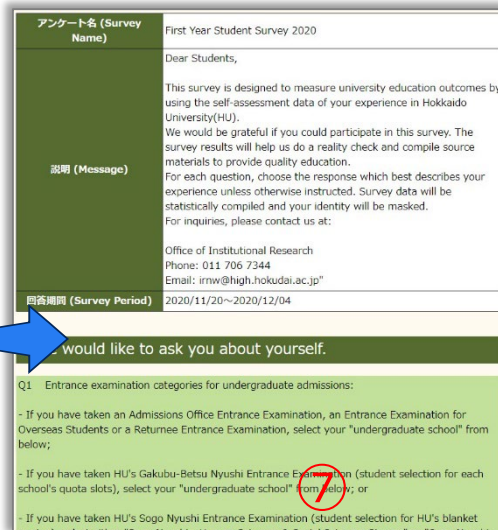 アンケート名 (Survey
Name)
First Year Student Survey 2020
説明 (Message)
Dear Students,
This survey is designed to measure university education outcomes by
using the self-assessment data of your experience in Hokkaido
University(HU).
We would be grateful if you could participate in this survey. The
survey results will help us do a reality check and compile source
materials to provide quality education.
For each question, choose the response which best describes your
experience unless otherwise instructed. Survey data will be
statistically compiled and your identity will be masked.
For inquiries, please contact us at:
Office of Institutional Research
Phone: 011 706 7344
Email: irnw@high.hokudai.ac.jp"
回答期間 (Survey Period)
2020/11/20～2020/12/04
would like to ask you about yourself.
Q1 Entrance examination categories for undergraduate admissions:
- If you have taken an Admissions Office Entrance Examination, an Entrance Examination for
Overseas Students or a Returnee Entrance Examination, select your "undergraduate school" from
below;
- If you have taken HU's Gakubu-Betsu Nyushi Entrance Examination (student selection for each
school's quota slots), select your "undergraduate school" from below; or
⑦
- If you have taken HU's Sogo Nyushi Entrance Examination (student selection for HU's blanket